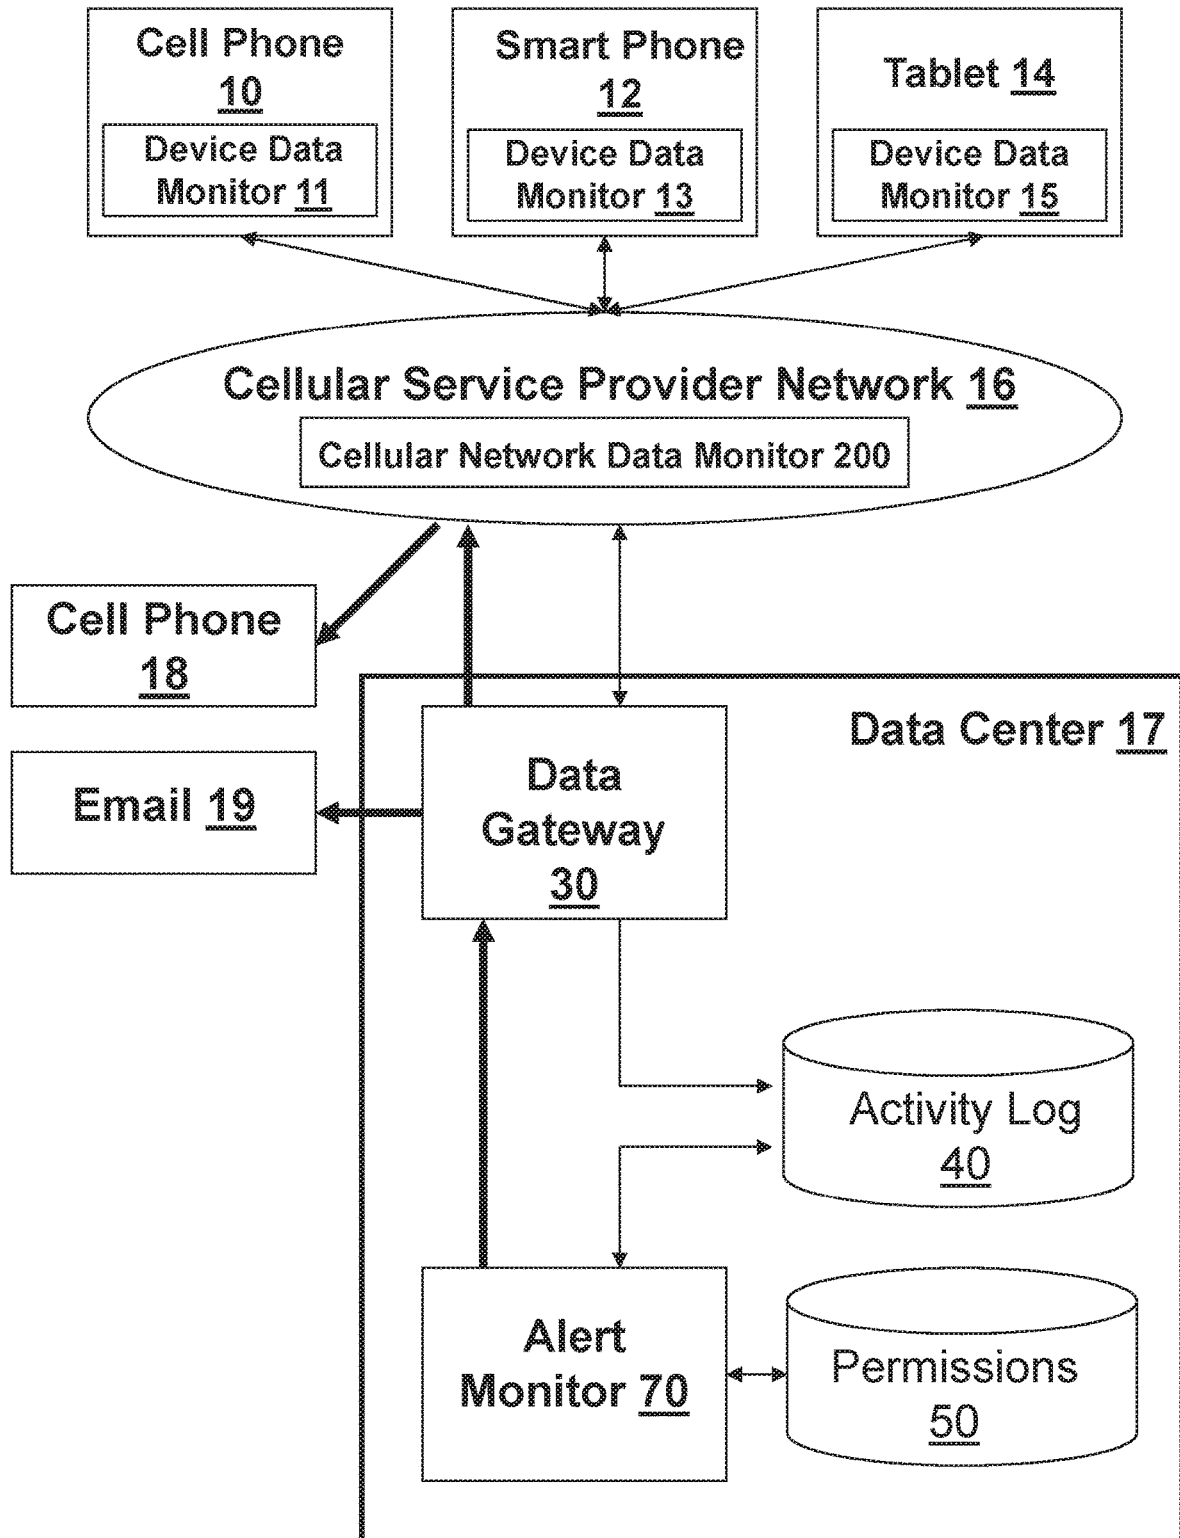 Cell Phone
10
Device Data
Monitor 11
Smart Phone
12
Device Data
Monitor 13
Tablet 14
Device Data
Monitor 15
Cellular Service Provider Network 16
Cellular Network Data Monitor 200
Cell Phone
18
Data Center 17
Email 19
Data
Gateway
30
Activity Log
40
Alert
Monitor 70
Permissions
50